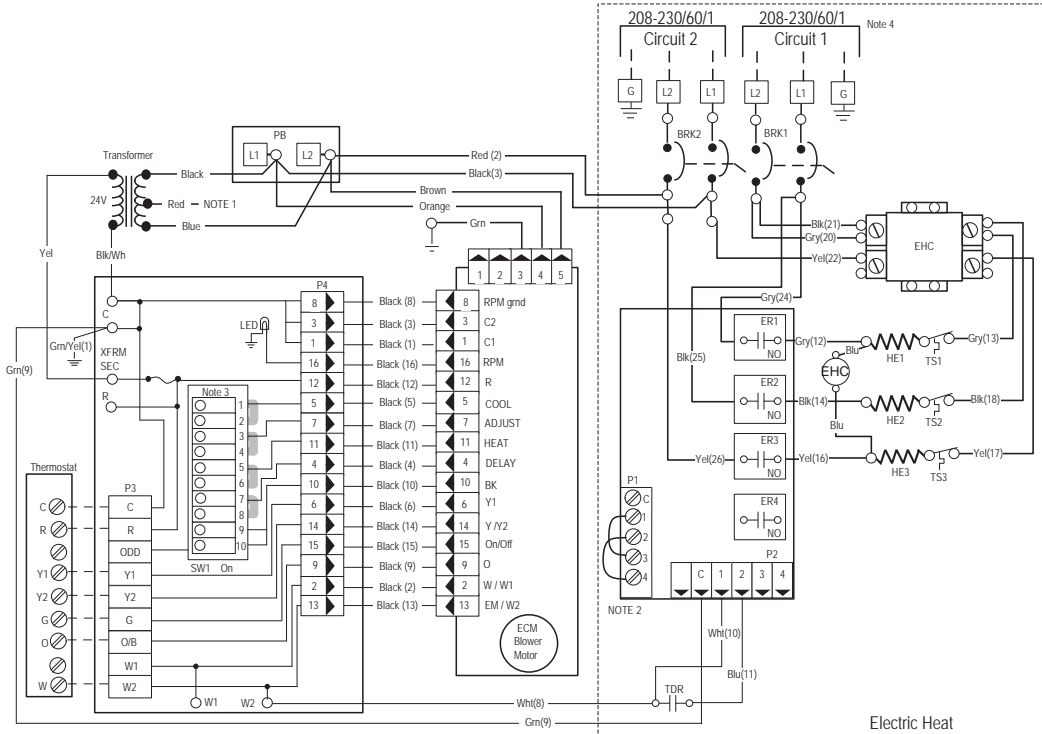 208-230/60/1
Circuit 2
208-230/60/1
Circuit 1
Note 4
G
L2
L1
L2
L1
G
BRK2
BRK1
PB
L1
L2
Transformer
24V
Black
Red
NOTE 1
Blue
Red (2)
Black(3)
Brown
Orange
Grn
Yel
Blk/Wh
1
2
3
4
5
Blk(21)
Gry(20)
Yel(22)
EHC
Gry(24)
Blk(25)
P4
C
LED
Grn/Yel(1)
XFRM
SEC
R
Grn(9)
8 Black (8) 8 RPM grnd
3 Black (3) 3 C2
1 Black (1) 1 C1
16 Black (16) 16 RPM
12 Black (12) 12 R
5 Black (5) 5 COOL
7 Black (7) 7 ADJUST
11 Black (11) 11 HEAT
4 Black (4) 4 DELAY
10 Black (10) 10 BK
6 Black (6) 6 Y1
14 Black (14) 14 Y /Y2
15 Black (15) 15 On/Off
9 Black (9) 9 O
2 Black (2) 2 W / W1
13 Black (13) 13 EM / W2
Note 3
1
2
3
4
5
6
7
8
9
10
SW1 On
Thermostat
C
R
Y1
Y2
G
O
W
P3
C
R
ODD
Y1
Y2
G
O/B
W1
W2
W1
W2
ECM
Blower
Motor
ER1
NO
Gry(12)
Blu
HE1
TS1
Gry(13)
EHC
ER2
NO
Blk(14)
HE2
TS2
Blk(18)
Blu
ER3
NO
Yel(26)
Yel(16)
HE3
TS3
Yel(17)
ER4
NO
P1
C
1
2
3
4
NOTE 2
P2
C
1
2
3
4
Wht(10)
Blu(11)
TDR
Wht(8)
Grn(9)
Electric Heat